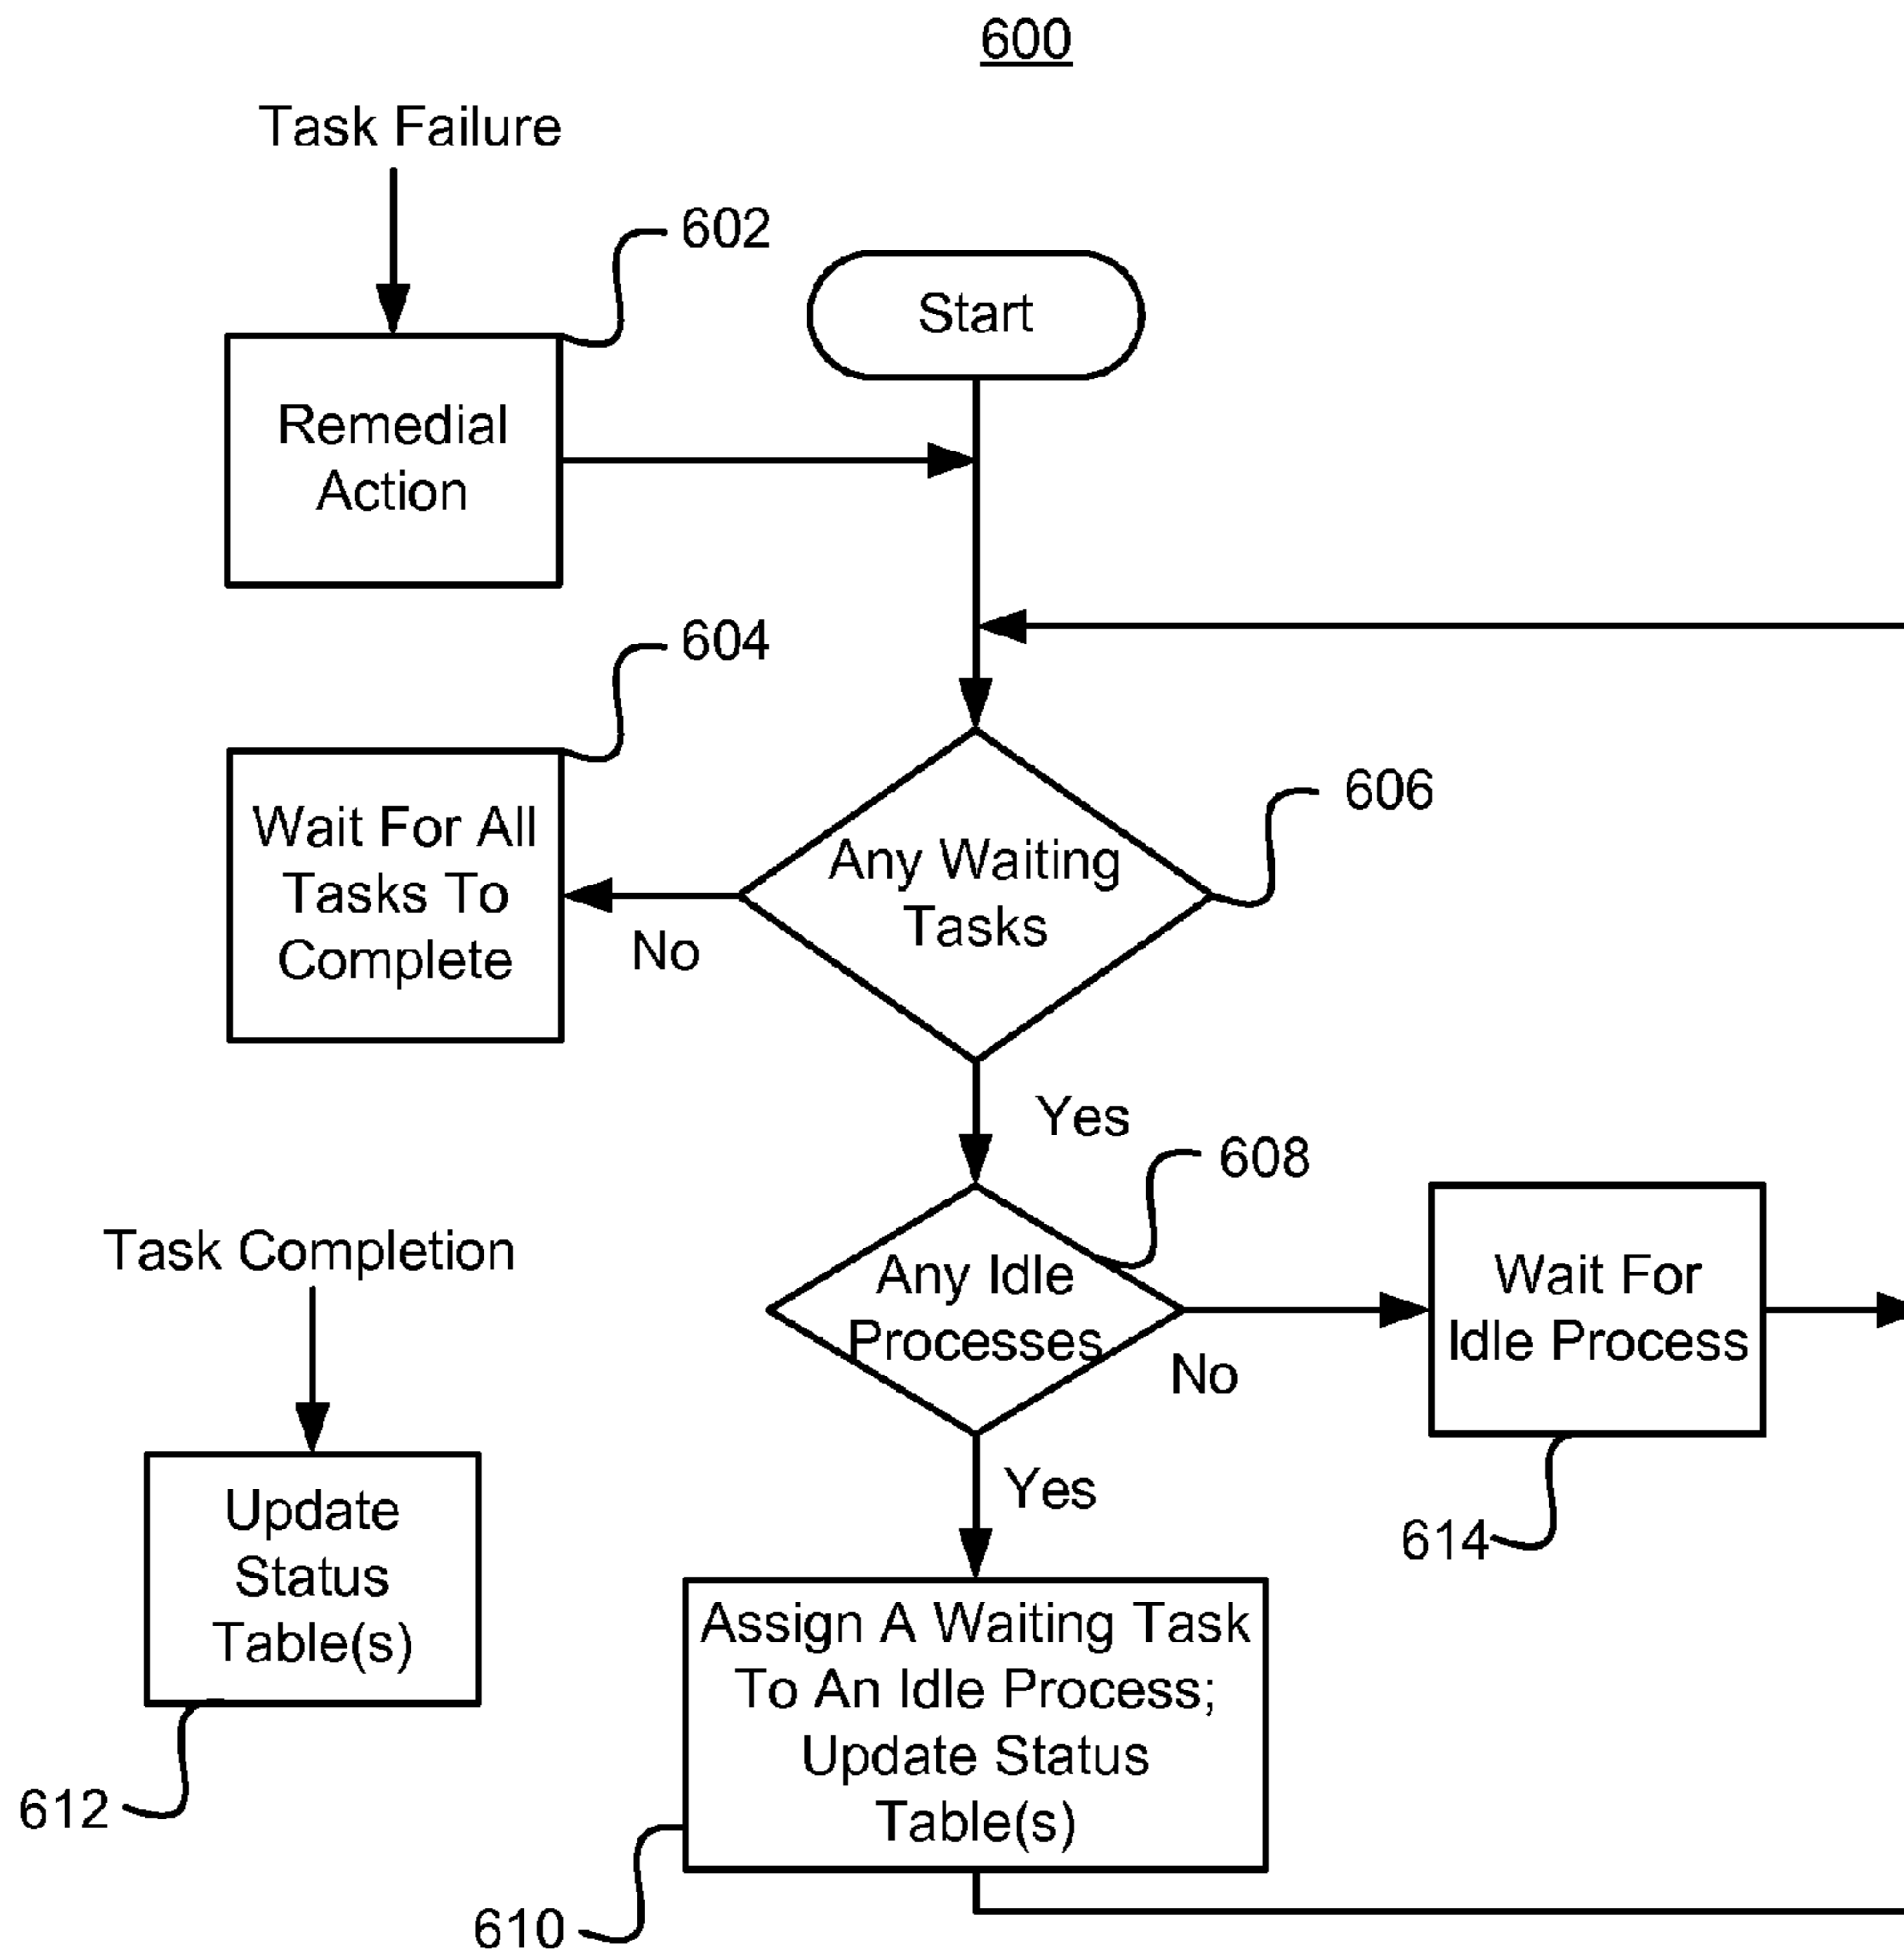 600
Task Failure
602
Start
Remedial
Action
604
Wait For All
Tasks To
Complete
606
Any Waiting
Tasks
No
Yes
608
Task Completion
Any Idle
Processes
No
Wait For
Idle Process
Yes
614
Update
Status
Table(s)
Assign A Waiting Task
To An Idle Process;
Update Status
Table(s)
612
610